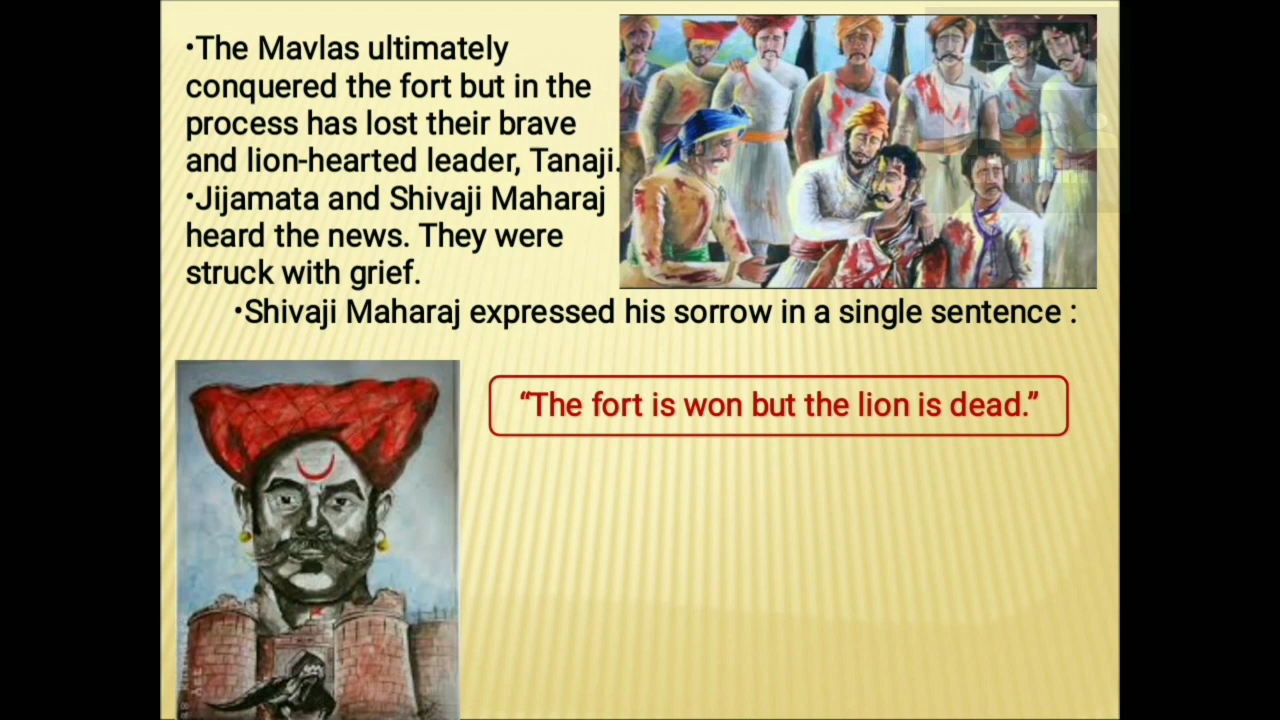 •The Mavlas ultimately
conquered the fort but in the
process has lost their brave
and lion-hearted leader, Tanaji.
•Jijamata and Shivaji Maharaj
heard the news. They were
struck with grief.
•Shivaji Maharaj expressed his sorrow in a single sentence :
“The fort is won but the lion is dead.”